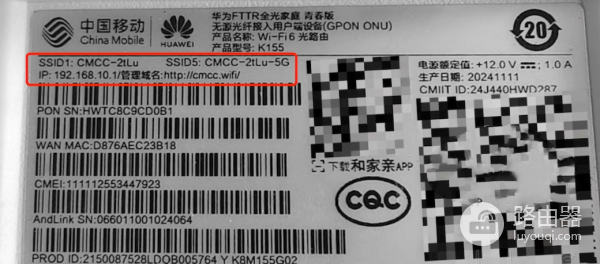 中国移动
China Mobile
HUAWEI
华为FTTR全光家庭 青春版
无源光纤接入用户端设备(GPON ONU)
产品名称: Wi-Fi6 光路由
产品型号: K155
20
SSID1: CMCC-2tLu SSID5: CMCC-2tLu-5G
IP: 192.168.10.1/管理域名:http://cmcc.wifi/
电源额定值: +12.0 V ⎓ 1.0 A
生产日期: 20241111
CMIIT ID:24J440HWD287
PON SN:HWTC8C9CD0B1
WAN MAC:D876AEC23B18
下载和家亲APP
CMEI:111112553447923
CQC
AndLink SN:066011001024064
PROD ID:2150087528LDQB005764 Y K8M155G02
路由器
luyouqi.com